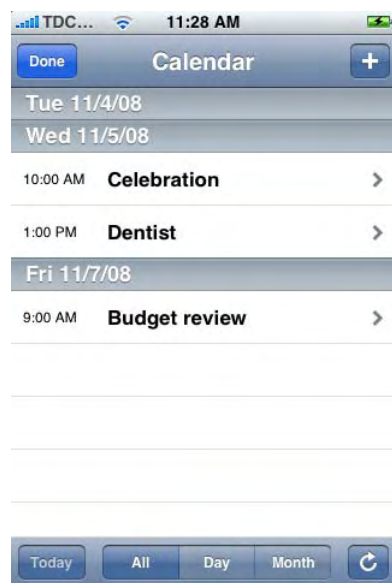 TDC... 11:28 AM
Done Calendar +
Tue 11/4/08
Wed 11/5/08
10:00 AM Celebration
1:00 PM Dentist
Fri 11/7/08
9:00 AM Budget review
Today All Day Month